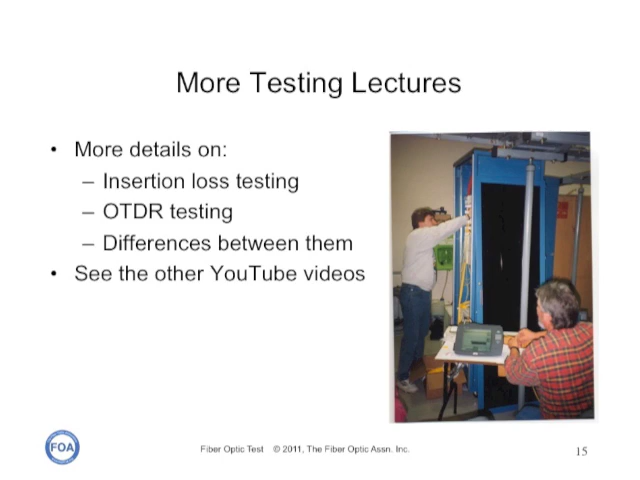 More Testing Lectures
• More details on:
– Insertion loss testing
– OTDR testing
– Differences between them
• See the other YouTube videos
FOA
Fiber Optic Test © 2011, The Fiber Optic Assn. Inc.
15